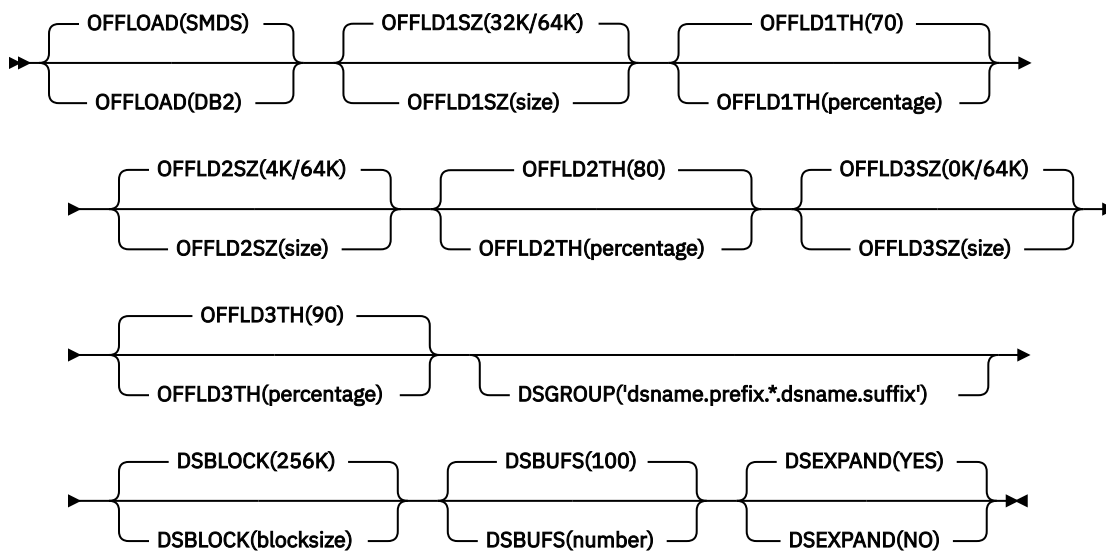 OFFLOAD(SMDS) OFFLD1SZ(32K/64K) OFFLD1TH(70)
OFFLOAD(DB2) OFFLD1SZ(size) OFFLD1TH(percentage)
OFFLD2SZ(4K/64K) OFFLD2TH(80) OFFLD3SZ(0K/64K)
OFFLD2SZ(size) OFFLD2TH(percentage) OFFLD3SZ(size)
OFFLD3TH(90)
OFFLD3TH(percentage) DSGROUP('dsname.prefix.*.dsname.suffix')
DSBLOCK(256K) DSBUFS(100) DSEXPAND(YES)
DSBLOCK(blocksize) DSBUFS(number) DSEXPAND(NO)